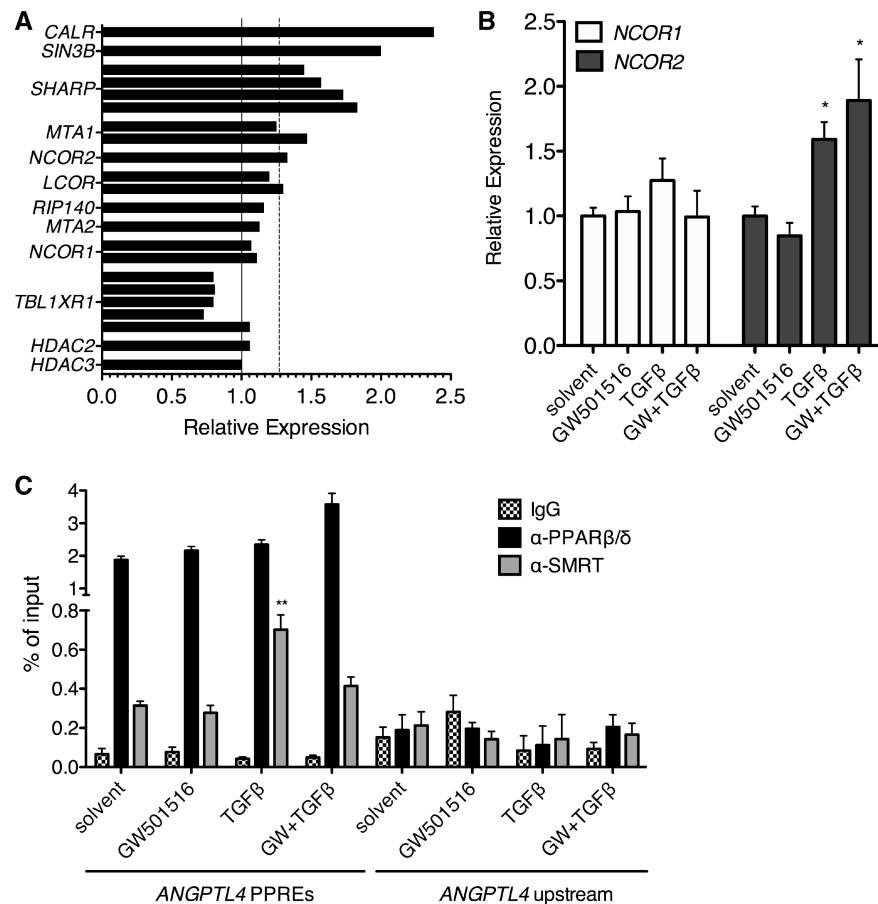 A
CALR
SIN3B
SHARP
MTA1
NCOR2
LCOR
RIP140
MTA2
NCOR1
TBL1XR1
HDAC2
HDAC3
0.0 0.5 1.0 1.5 2.0 2.5
Relative Expression
B
NCOR1
NCOR2
Relative Expression
2.5
2.0
1.5
1.0
0.5
0.0
* *
solvent GW501516 TGFβ GW+TGFβ solvent GW501516 TGFβ GW+TGFβ
C
IgG
α-PPARβ/δ
α-SMRT
% of input
4
3
2
1
0.8
0.6
0.4
0.2
0.0
**
solvent GW501516 TGFβ GW+TGFβ solvent GW501516 TGFβ GW+TGFβ
ANGPTL4 PPREs ANGPTL4 upstream